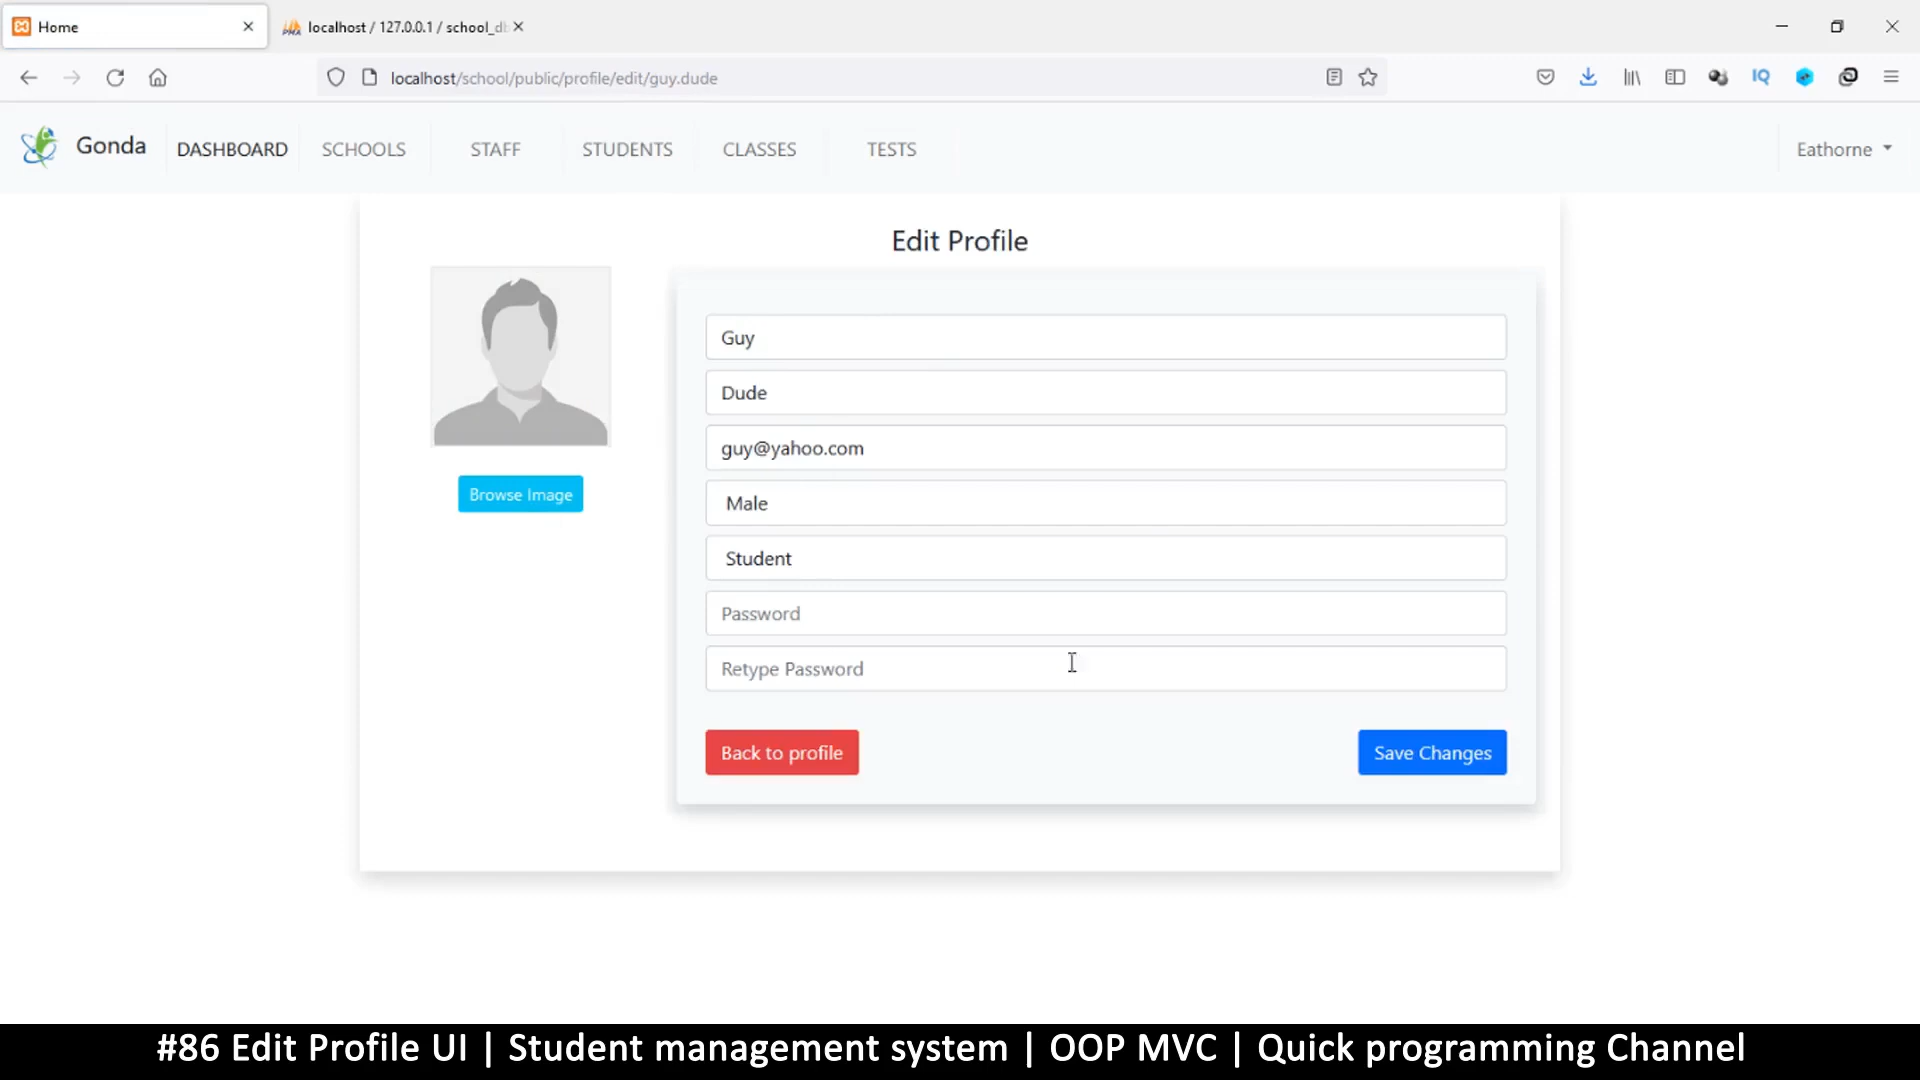 Home
localhost / 127.0.0.1 / school_d
localhost/school/public/profile/edit/guy.dude
IQ
Gonda
DASHBOARD
SCHOOLS
STAFF
STUDENTS
CLASSES
TESTS
Eathorne
Edit Profile
Browse Image
Guy
Dude
guy@yahoo.com
Male
Student
Password
Retype Password
Back to profile
Save Changes
#86 Edit Profile UI | Student management system | OOP MVC | Quick programming Channel